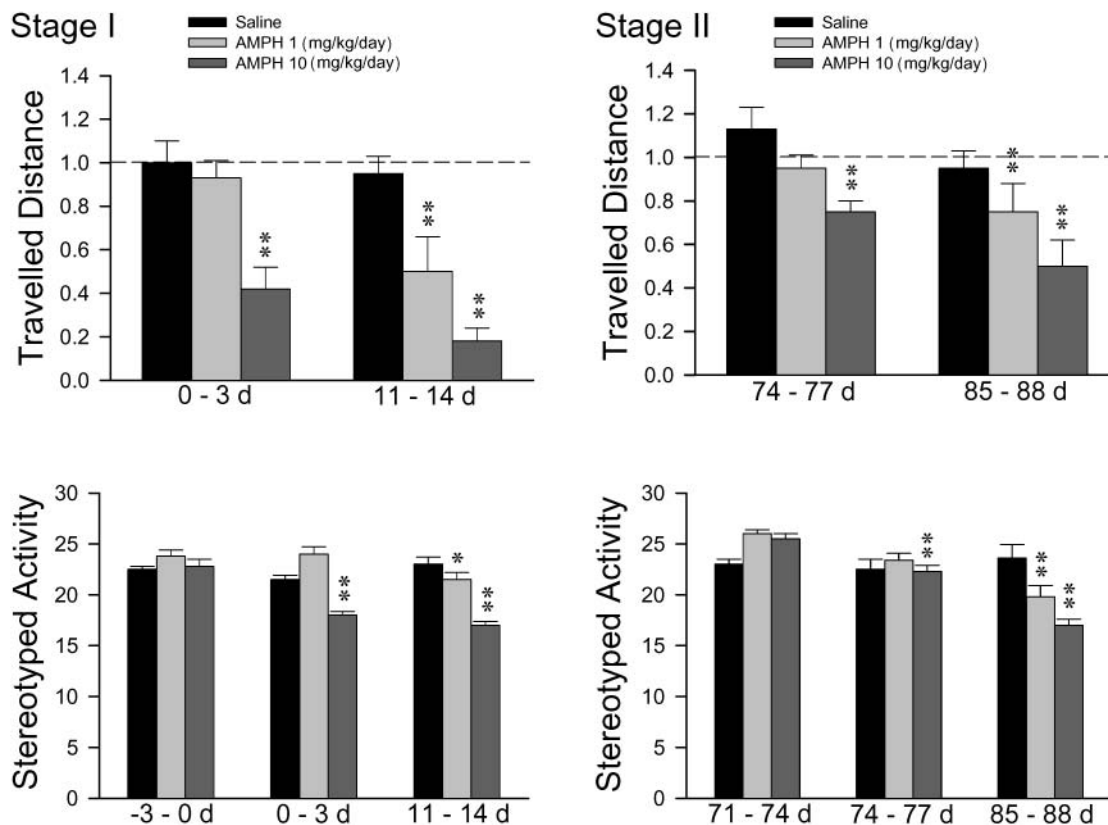 Stage I
Saline
AMPH 1 (mg/kg/day)
AMPH 10 (mg/kg/day)
Travelled Distance
1.4
1.2
1.0
0.8
0.6
0.4
0.2
0.0
**
**
**
0 - 3 d
11 - 14 d
Stage II
Saline
AMPH 1 (mg/kg/day)
AMPH 10 (mg/kg/day)
Travelled Distance
1.4
1.2
1.0
0.8
0.6
0.4
0.2
0.0
**
**
**
74 - 77 d
85 - 88 d
Stereotyped Activity
30
25
20
15
10
5
0
**
*
**
-3 - 0 d
0 - 3 d
11 - 14 d
Stereotyped Activity
30
25
20
15
10
5
0
**
**
**
71 - 74 d
74 - 77 d
85 - 88 d